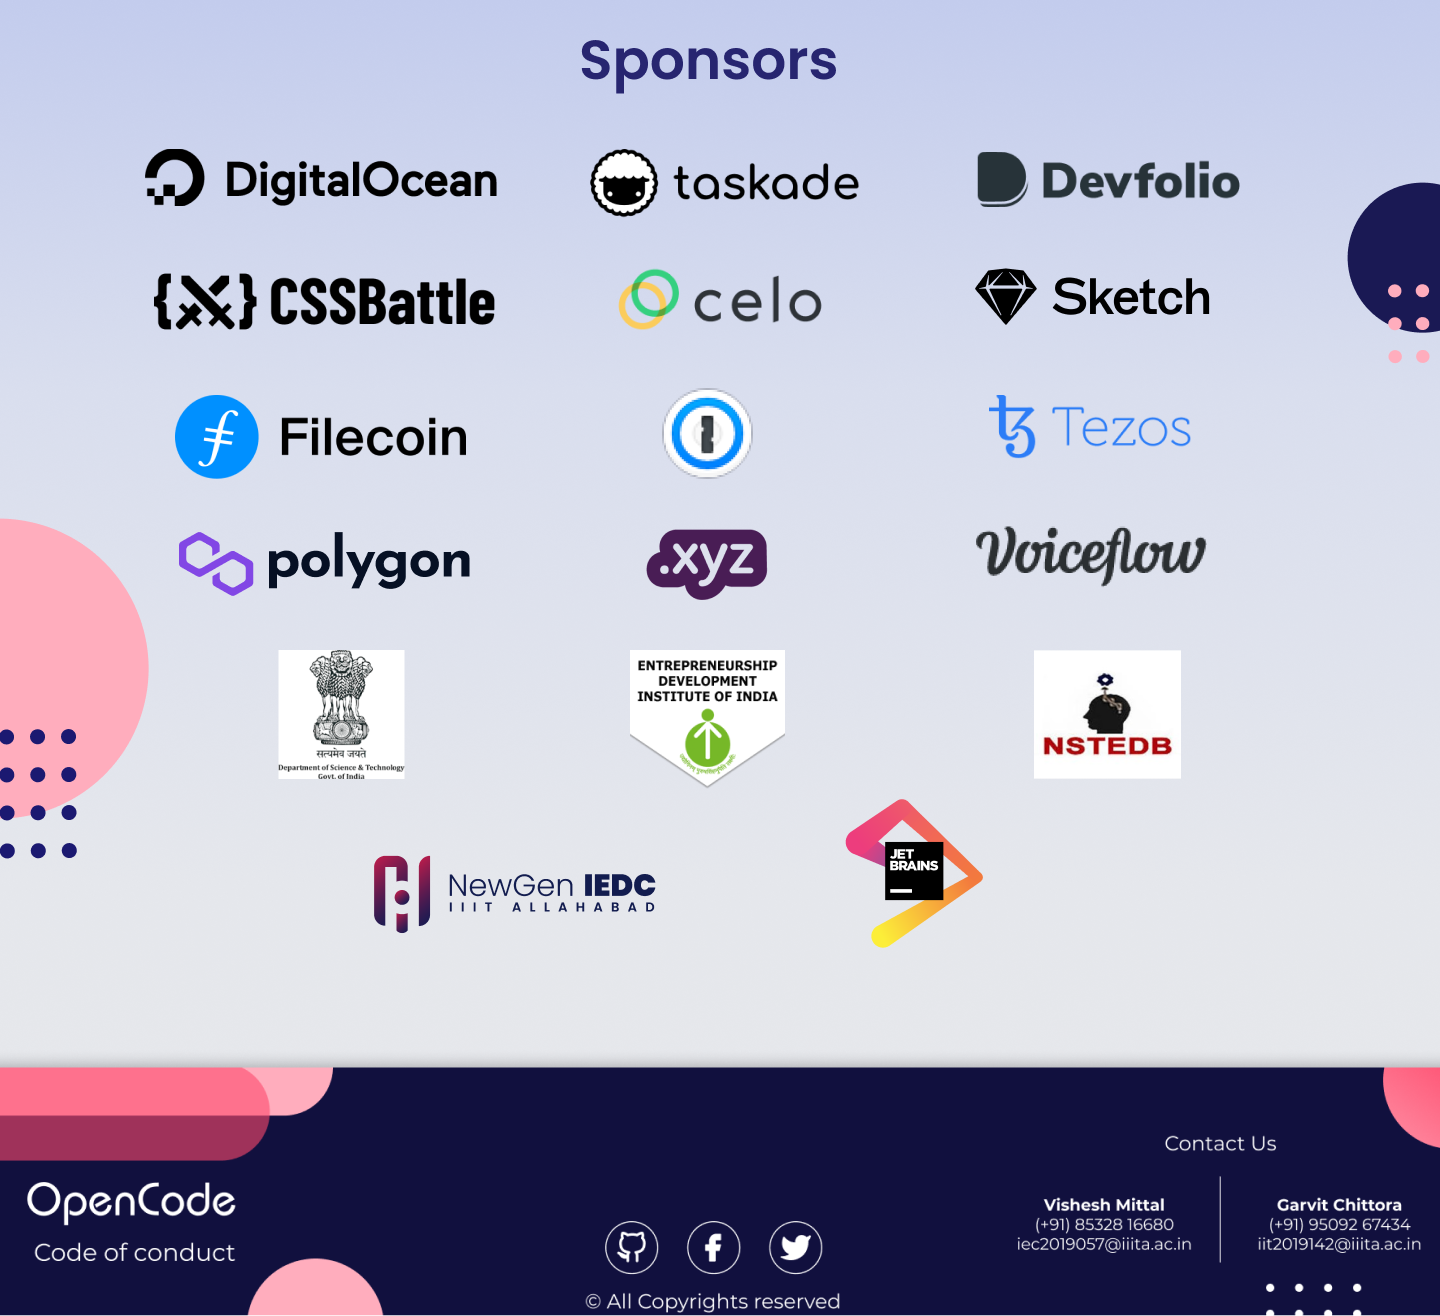 Sponsors
DigitalOcean
taskade
Devfolio
{ } CSSBattle
celo
Sketch
Filecoin
Tezos
polygon
.xyz
Voiceflow
सत्यमेव जयते
Department of Science & Technology
Govt. of India
ENTREPRENEURSHIP
DEVELOPMENT
INSTITUTE OF INDIA
NSTEDB
NewGen IEDC
IIIT ALLAHABAD
JET
BRAINS
OpenCode
Code of conduct
© All Copyrights reserved
Contact Us
Vishesh Mittal
(+91) 85328 16680
iec2019057@iiita.ac.in
Garvit Chittora
(+91) 95092 67434
iit2019142@iiita.ac.in